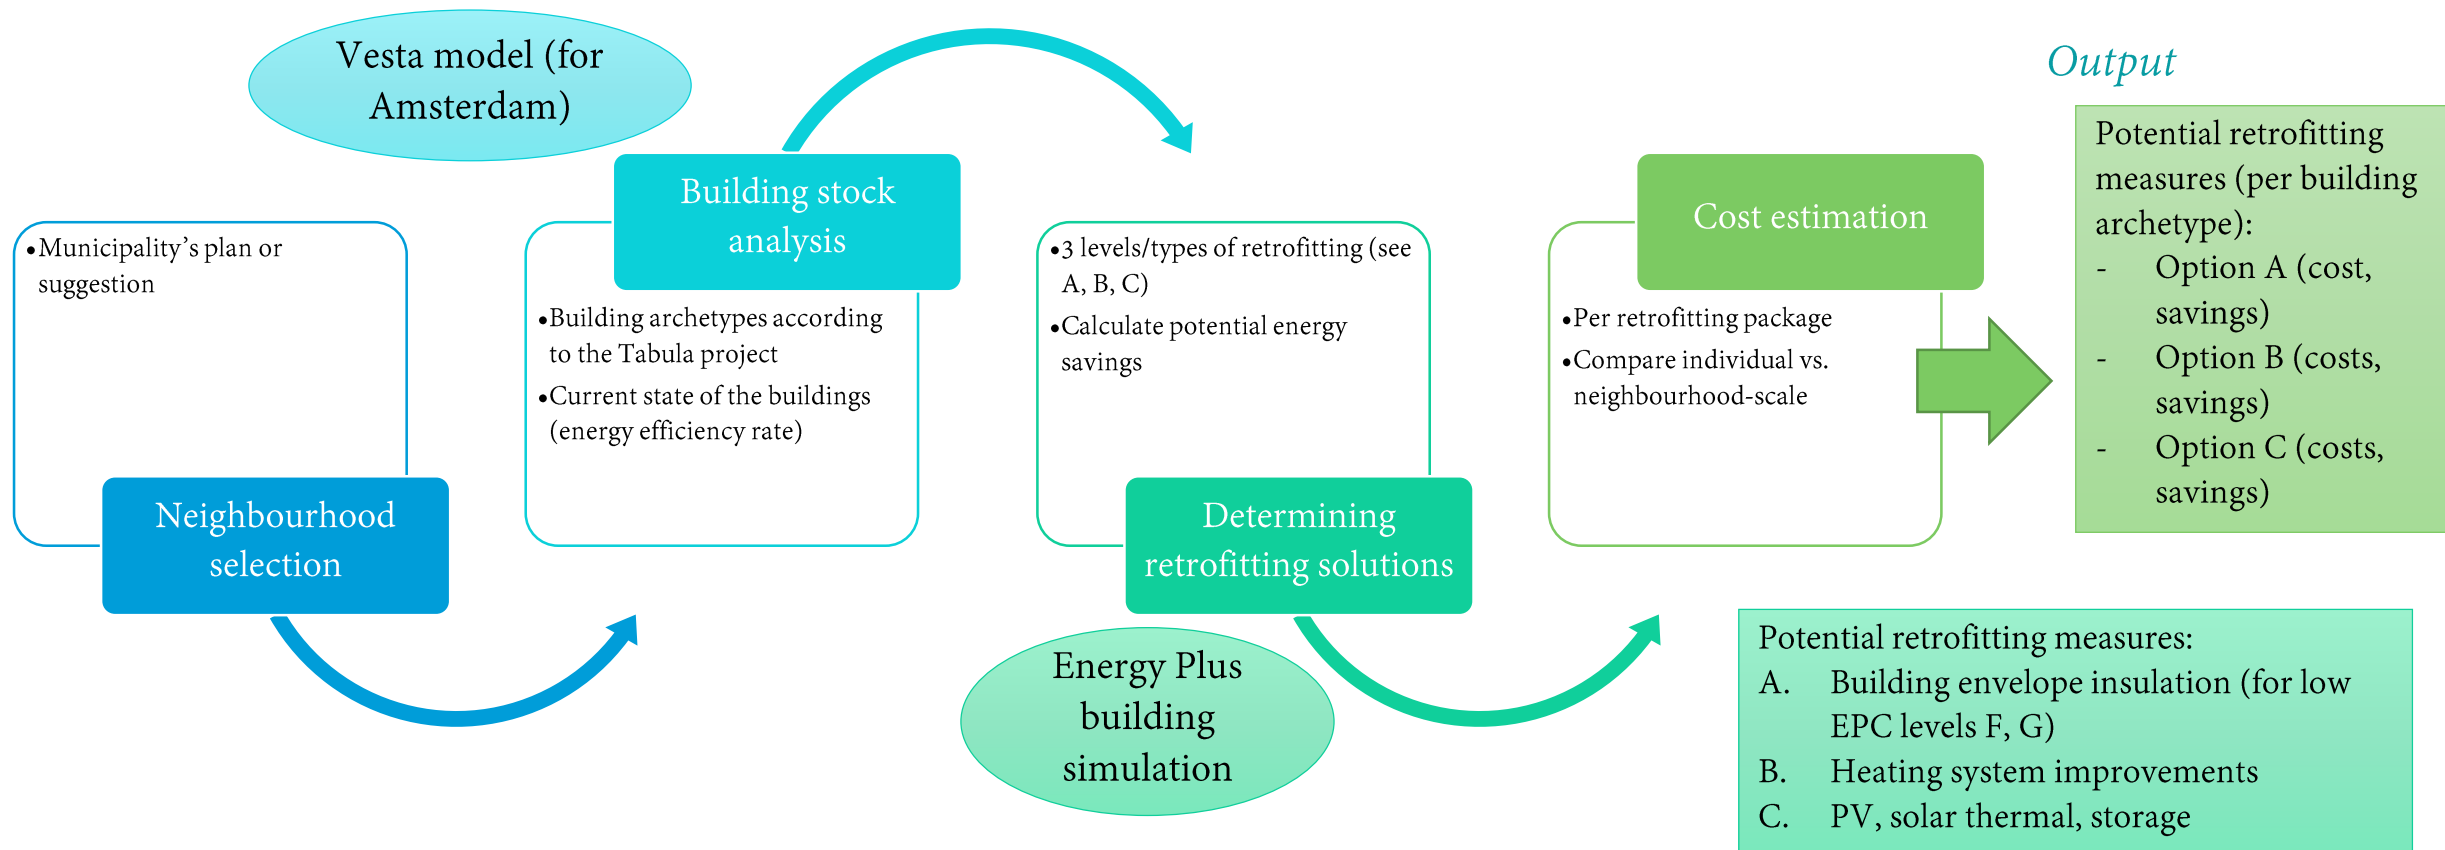 Vesta model (for
Amsterdam)
Output
•Municipality’s plan or
suggestion
Neighbourhood
selection
Building stock
analysis
•Building archetypes according
to the Tabula project
•Current state of the buildings
(energy efficiency rate)
•3 levels/types of retrofitting (see
A, B, C)
•Calculate potential energy
savings
Determining
retrofitting solutions
Energy Plus
building
simulation
Cost estimation
•Per retrofitting package
•Compare individual vs.
neighbourhood-scale
Potential retrofitting
measures (per building
archetype):
- Option A (cost,
savings)
- Option B (costs,
savings)
- Option C (costs,
savings)
Potential retrofitting measures:
A. Building envelope insulation (for low
EPC levels F, G)
B. Heating system improvements
C. PV, solar thermal, storage